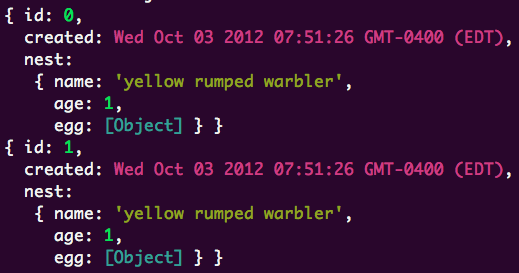 { id: 0,
  created: Wed Oct 03 2012 07:51:26 GMT-0400 (EDT),
  nest:
   { name: 'yellow rumped warbler',
     age: 1,
     egg: [Object] } }
{ id: 1,
  created: Wed Oct 03 2012 07:51:26 GMT-0400 (EDT),
  nest:
   { name: 'yellow rumped warbler',
     age: 1,
     egg: [Object] } }